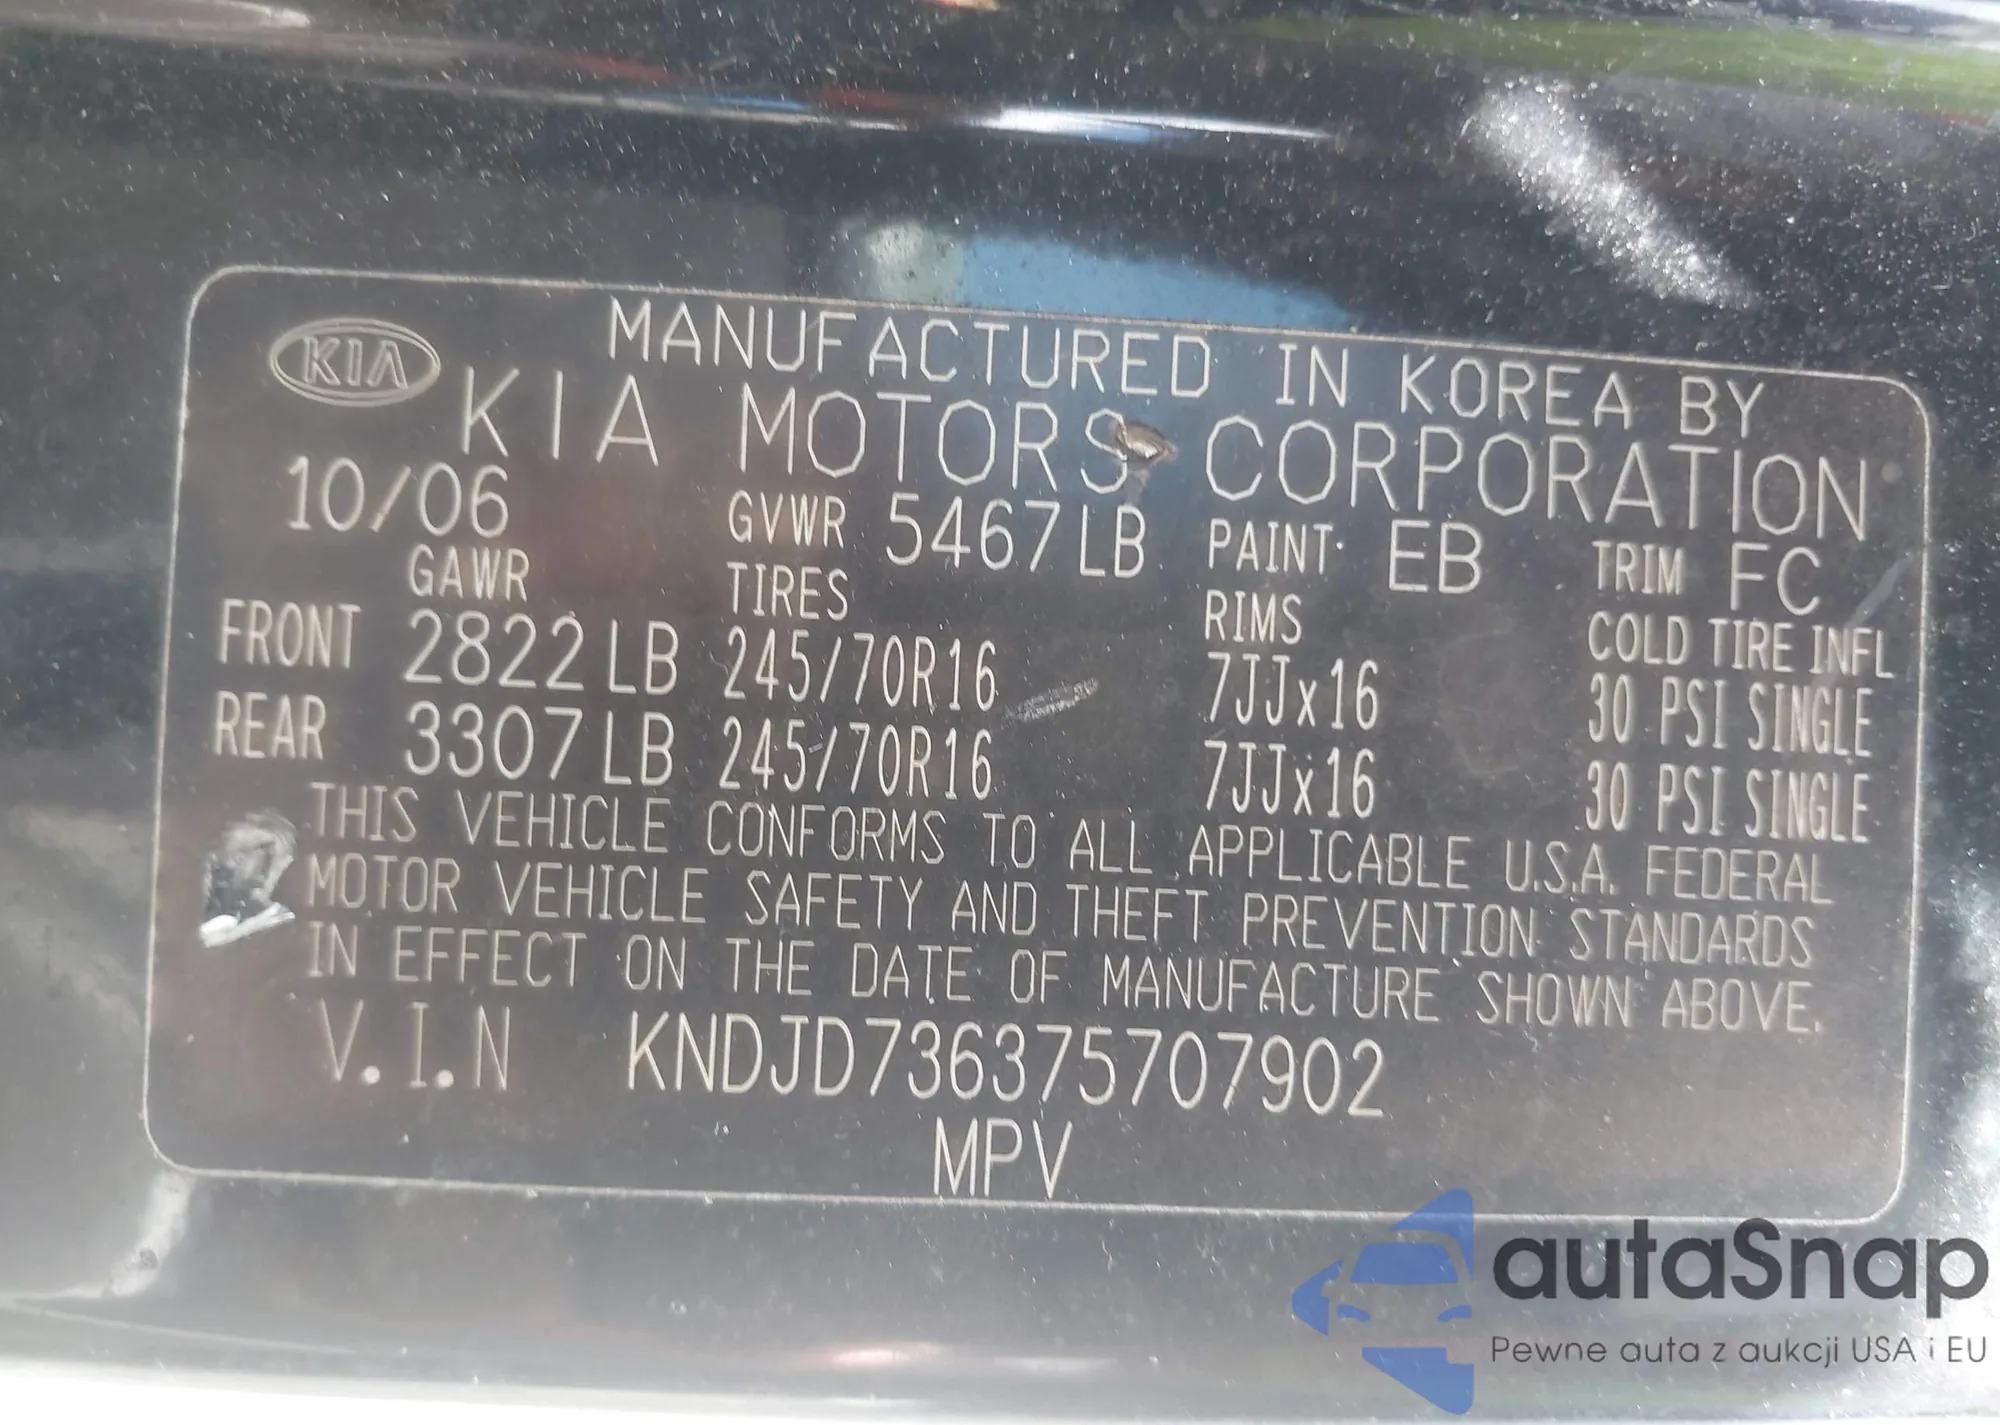 MANUFACTURED IN KOREA BY
KIA KIA MOTORS CORPORATION
10/06 GVWR 5467LB PAINT EB TRIM FC
GAWR TIRES RIMS COLD TIRE INFL
FRONT 2822LB 245/70R16 7JJx16 30 PSI SINGLE
REAR 3307LB 245/70R16 7JJx16 30 PSI SINGLE
THIS VEHICLE CONFORMS TO ALL APPLICABLE U.S.A. FEDERAL
MOTOR VEHICLE SAFETY AND THEFT PREVENTION STANDARDS
IN EFFECT ON THE DATE OF MANUFACTURE SHOWN ABOVE.
V.I.N KNDJD736375707902
MPV
autaSnap
Pewne auta z aukcji USA i EU